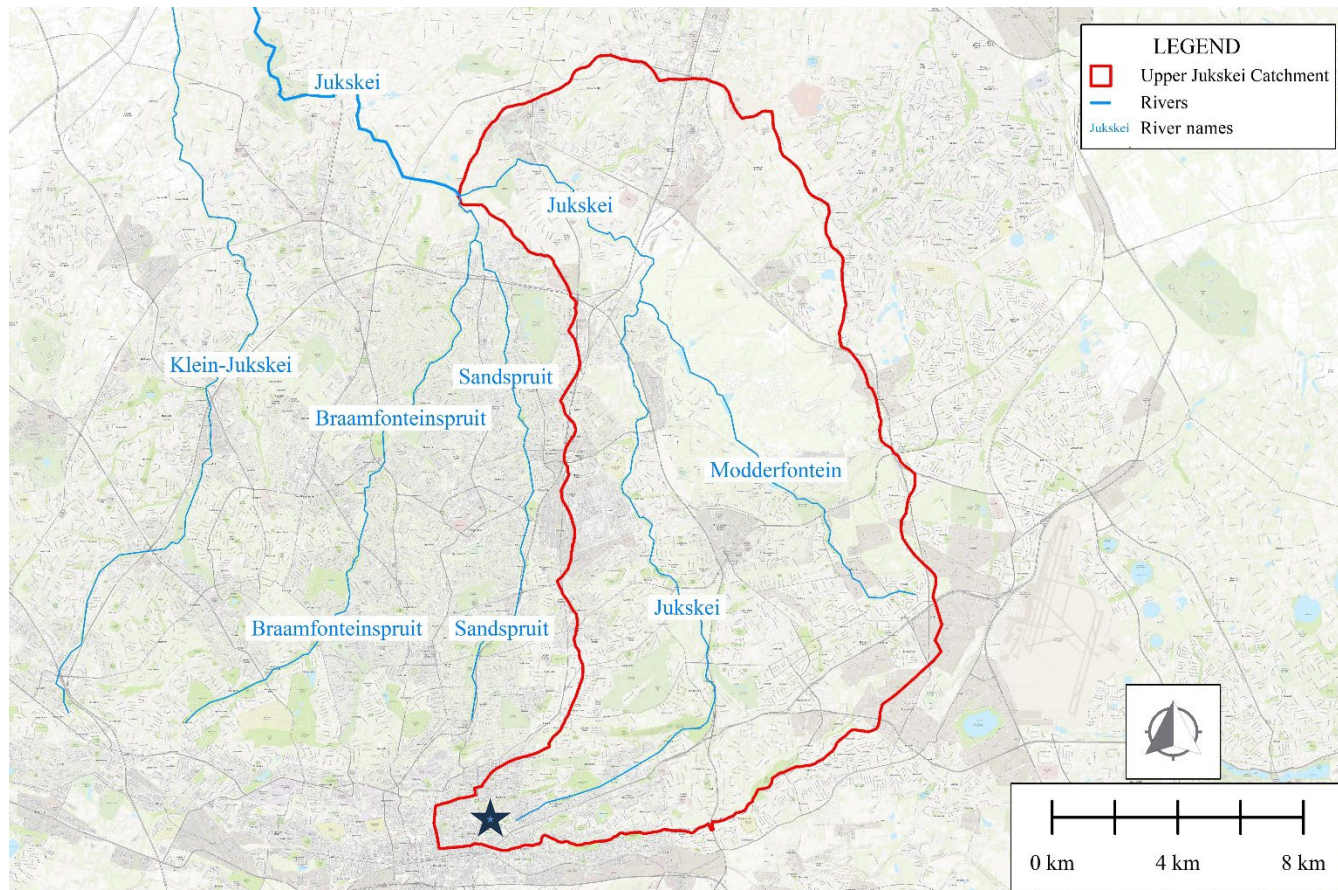 LEGEND
Upper Jukskei Catchment
Rivers
Jukskei River names
Jukskei
Jukskei
Klein-Jukskei
Sandspruit
Braamfonteinspruit
Modderfontein
Jukskei
Braamfonteinspruit
Sandspruit
0 km 4 km 8 km